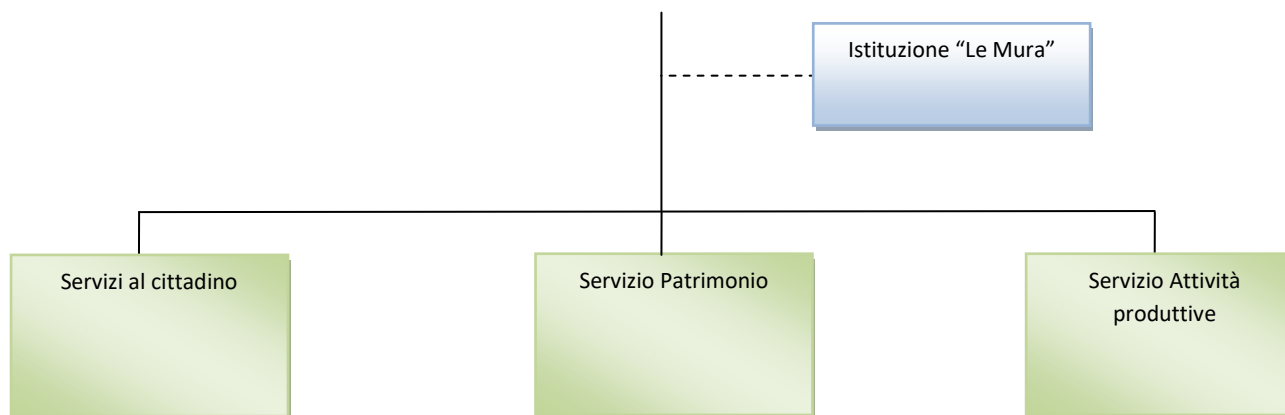 Istituzione “Le Mura”
Servizi al cittadino
Servizio Patrimonio
Servizio Attività
produttive